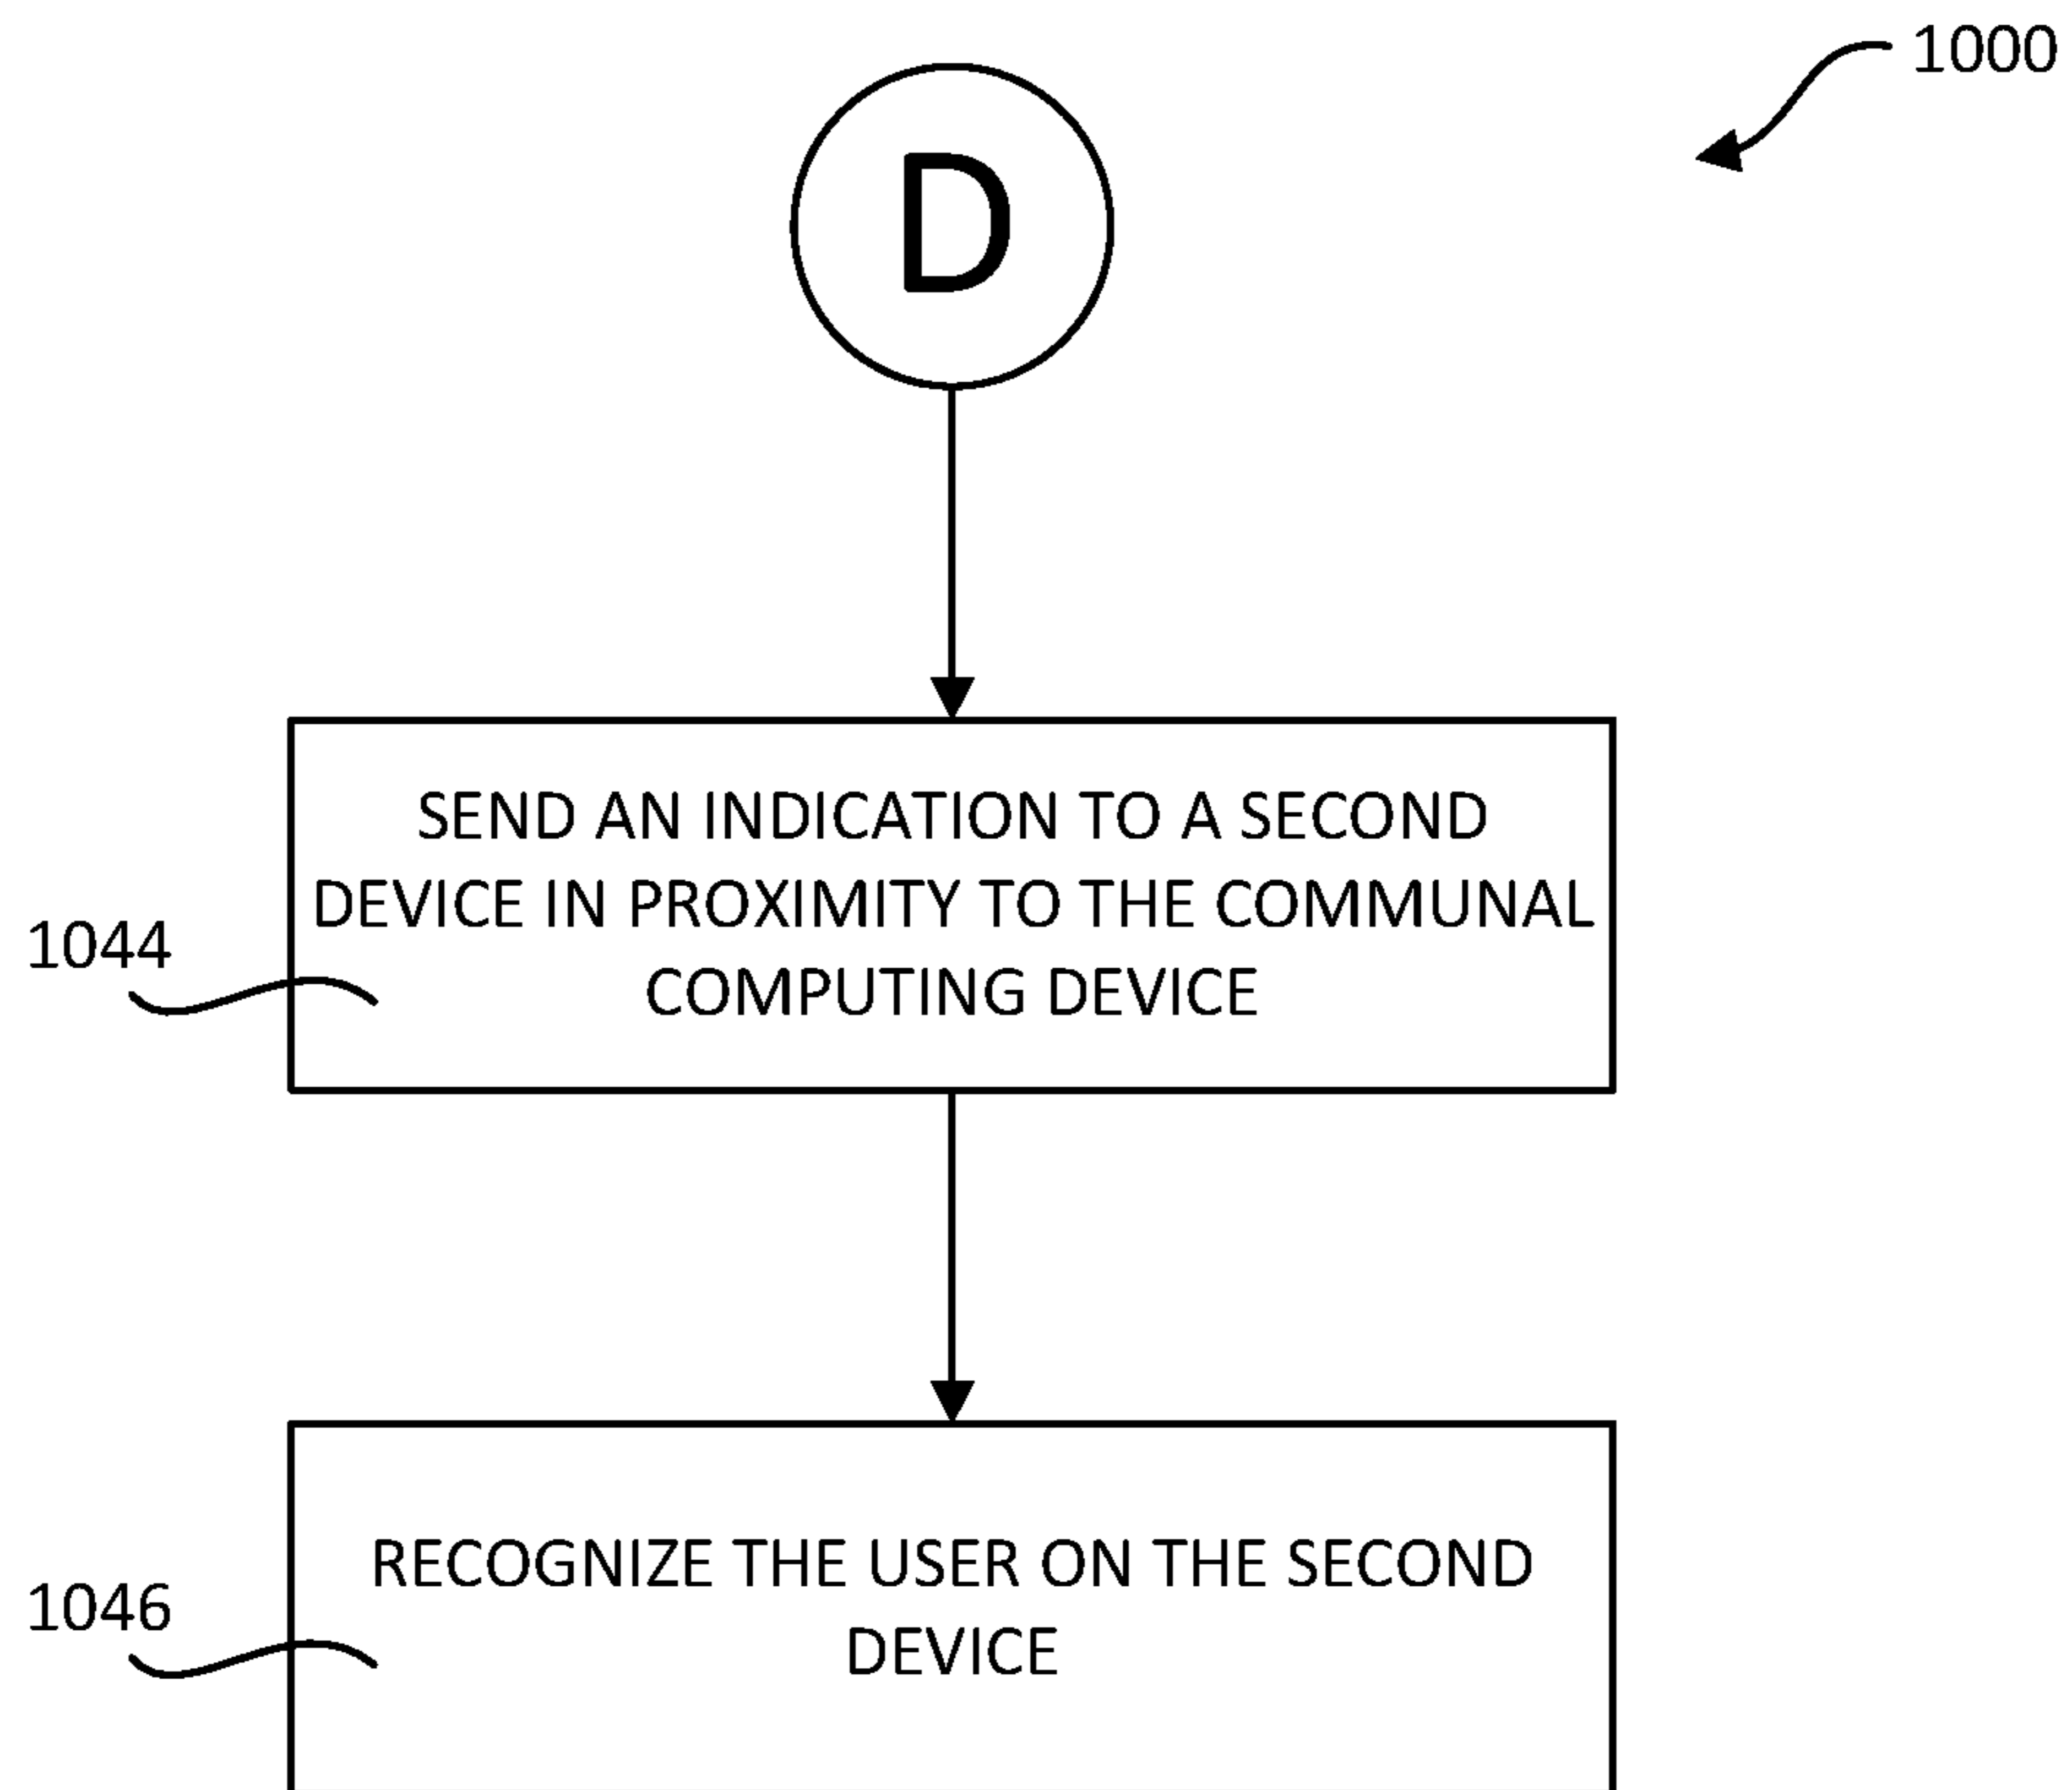 1000
D
SEND AN INDICATION TO A SECOND
DEVICE IN PROXIMITY TO THE COMMUNAL
COMPUTING DEVICE
1044
RECOGNIZE THE USER ON THE SECOND
DEVICE
1046